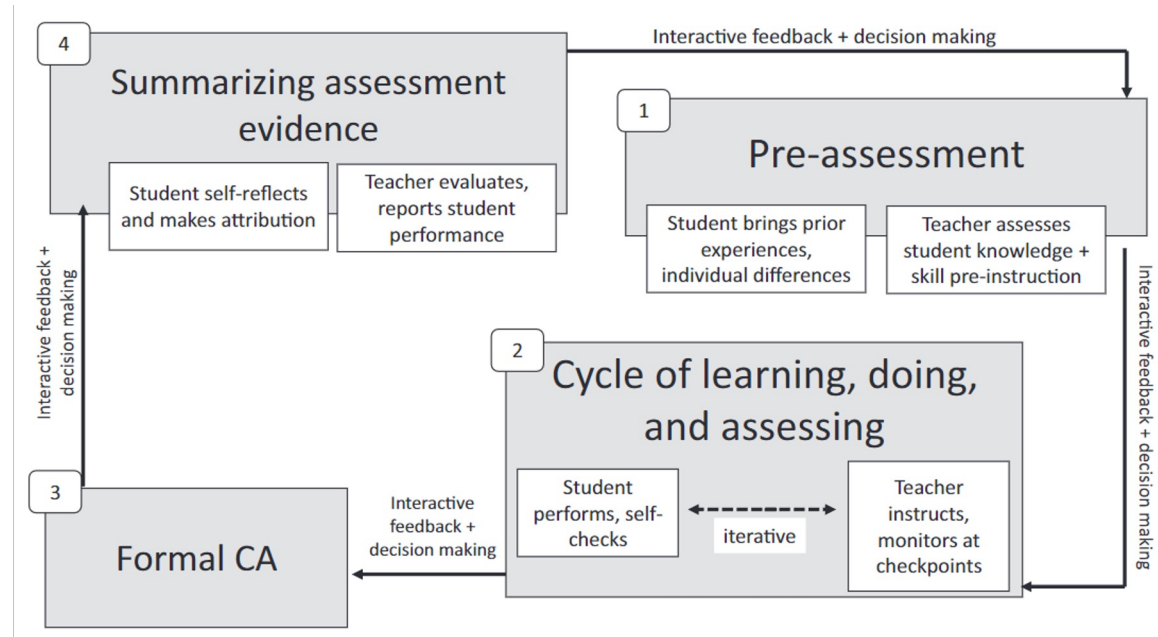 4
Summarizing assessment
evidence
Student self-reflects
and makes attribution
Teacher evaluates,
reports student
performance
Interactive feedback + decision making
1
Pre-assessment
Student brings prior
experiences,
individual differences
Teacher assesses
student knowledge +
skill pre-instruction
Interactive feedback + decision making
2
Cycle of learning, doing,
and assessing
Student
performs, self-
checks
iterative
Teacher
instructs,
monitors at
checkpoints
Interactive
feedback +
decision making
3
Formal CA
Interactive feedback +
decision making